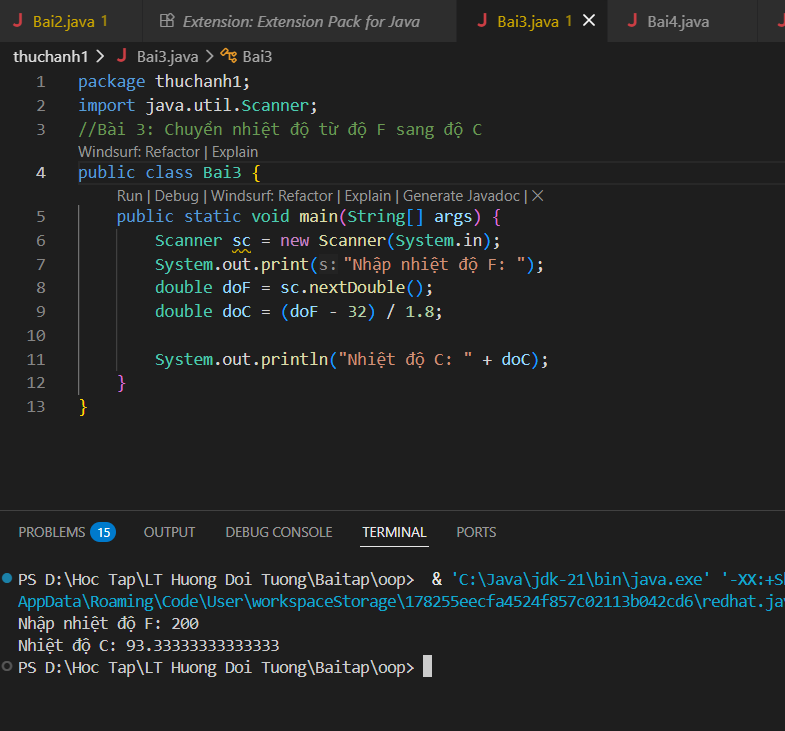 Bai2.java 1 Extension: Extension Pack for Java Bai3.java 1 Bai4.java
thuchanh1 > Bai3.java > Bai3
1 package thuchanh1;
2 import java.util.Scanner;
3 //Bài 3: Chuyển nhiệt độ từ độ F sang độ C
Windsurf: Refactor | Explain
4 public class Bai3 {
Run | Debug | Windsurf: Refactor | Explain | Generate Javadoc | ×
5 public static void main(String[] args) {
6 Scanner sc = new Scanner(System.in);
7 System.out.print(s: "Nhập nhiệt độ F: ");
8 double doF = sc.nextDouble();
9 double doC = (doF - 32) / 1.8;
10
11 System.out.println("Nhiệt độ C: " + doC);
12 }
13 }
PROBLEMS 15 OUTPUT DEBUG CONSOLE TERMINAL PORTS
PS D:\Hoc Tap\LT Huong Doi Tuong\Baitap\oop> & 'C:\Java\jdk-21\bin\java.exe' '-XX:+Sh
AppData\Roaming\Code\User\workspaceStorage\178255eecfa4524f857c02113b042cd6\redhat.jav
Nhập nhiệt độ F: 200
Nhiệt độ C: 93.33333333333333
PS D:\Hoc Tap\LT Huong Doi Tuong\Baitap\oop>